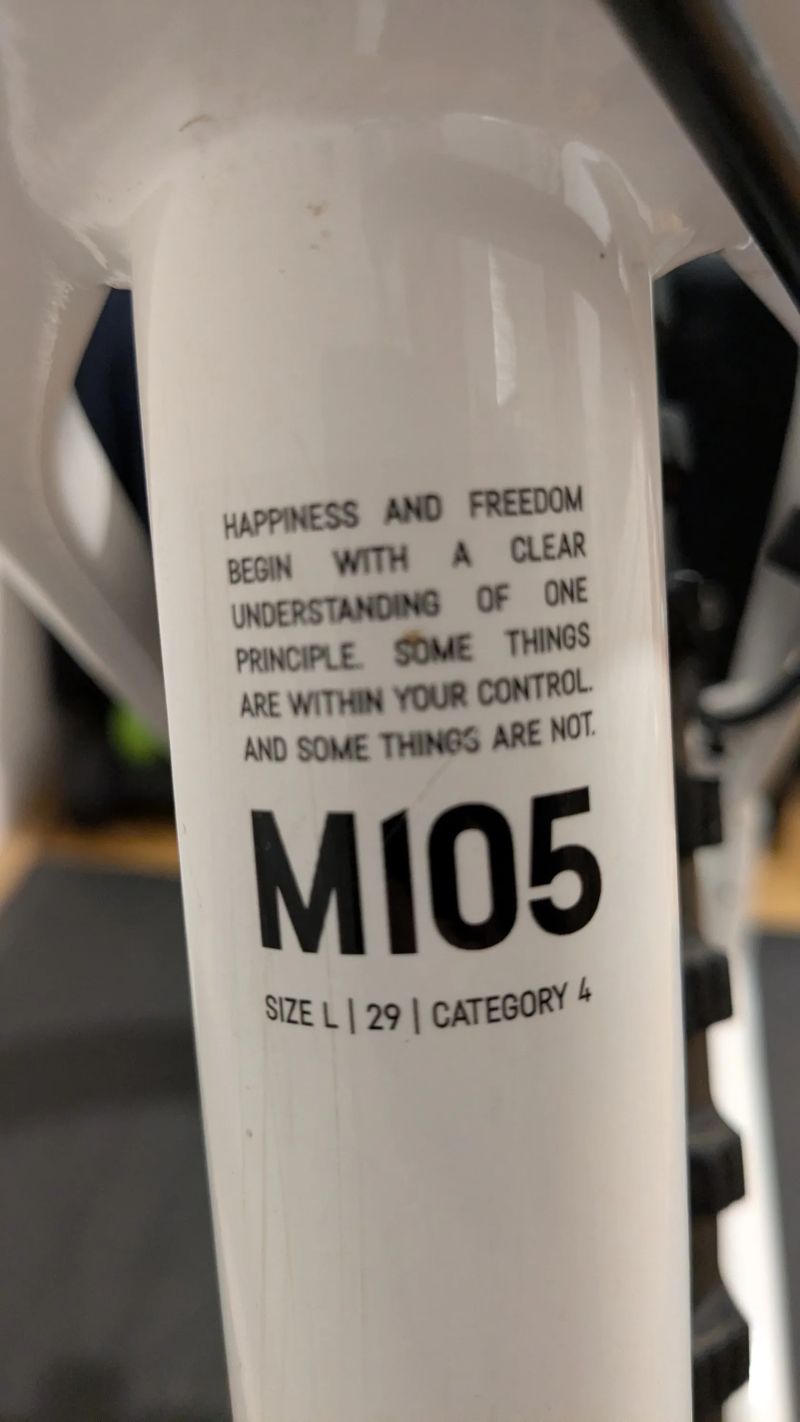 HAPPINESS AND FREEDOM
BEGIN WITH A CLEAR
UNDERSTANDING OF ONE
PRINCIPLE. SOME THINGS
ARE WITHIN YOUR CONTROL.
AND SOME THINGS ARE NOT.
M105
SIZE L | 29 | CATEGORY 4